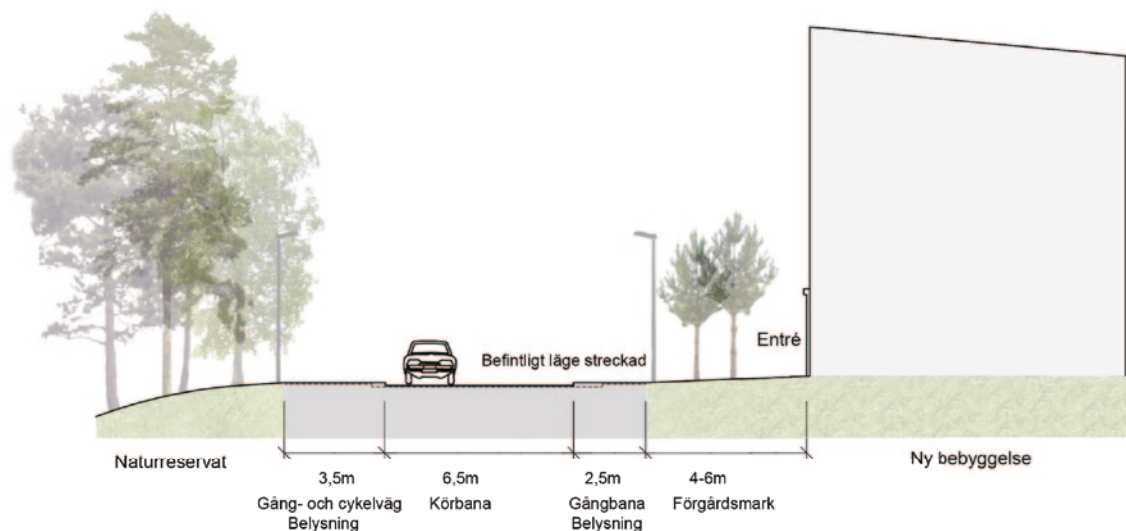 Entré
Befintligt läge streckad
Naturreservat
Ny bebyggelse
3,5m
6,5m
2,5m
4-6m
Gång- och cykelväg
Belysning
Körbana
Gångbana
Belysning
Förgårdsmark